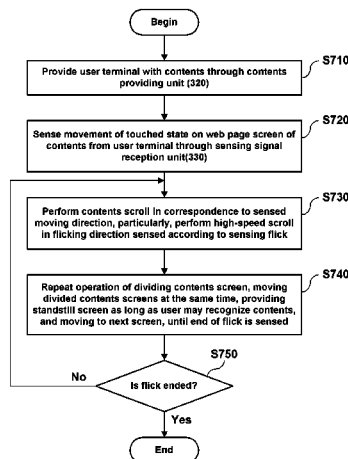 Begin
S710
Provide user terminal with contents through contents
providing unit (320)
S720
Sense movement of touched state on web page screen of
contents from user terminal through sensing signal
reception unit(330)
S730
Perform contents scroll in correspondence to sensed
moving direction, particularly, perform high-speed scroll
in flicking direction sensed according to sensing flick
S740
Repeat operation of dividing contents screen, moving
divided contents screens at the same time, providing
standstill screen as long as user may recognize contents,
and moving to next screen, until end of flick is sensed
S750
No
Is flick ended?
Yes
End